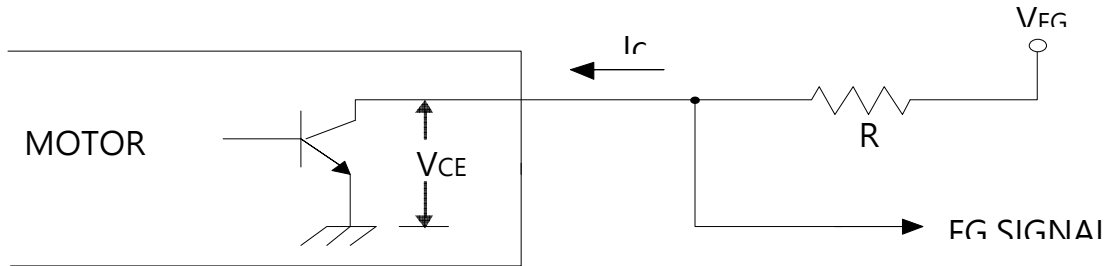 VFG
IC
MOTOR
VCE
R
FG SIGNAL